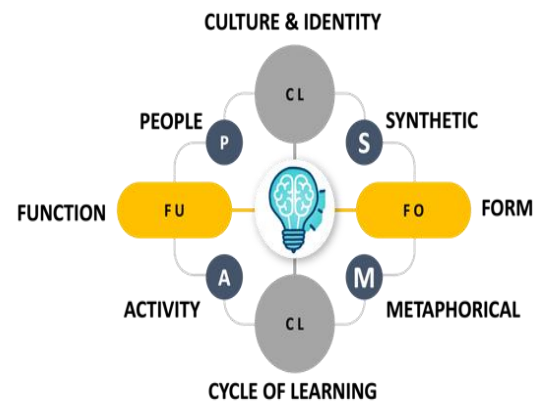 CULTURE & IDENTITY
C L
PEOPLE
P
S
SYNTHETIC
FUNCTION
F U
F O
FORM
A
M
ACTIVITY
METAPHORICAL
C L
CYCLE OF LEARNING